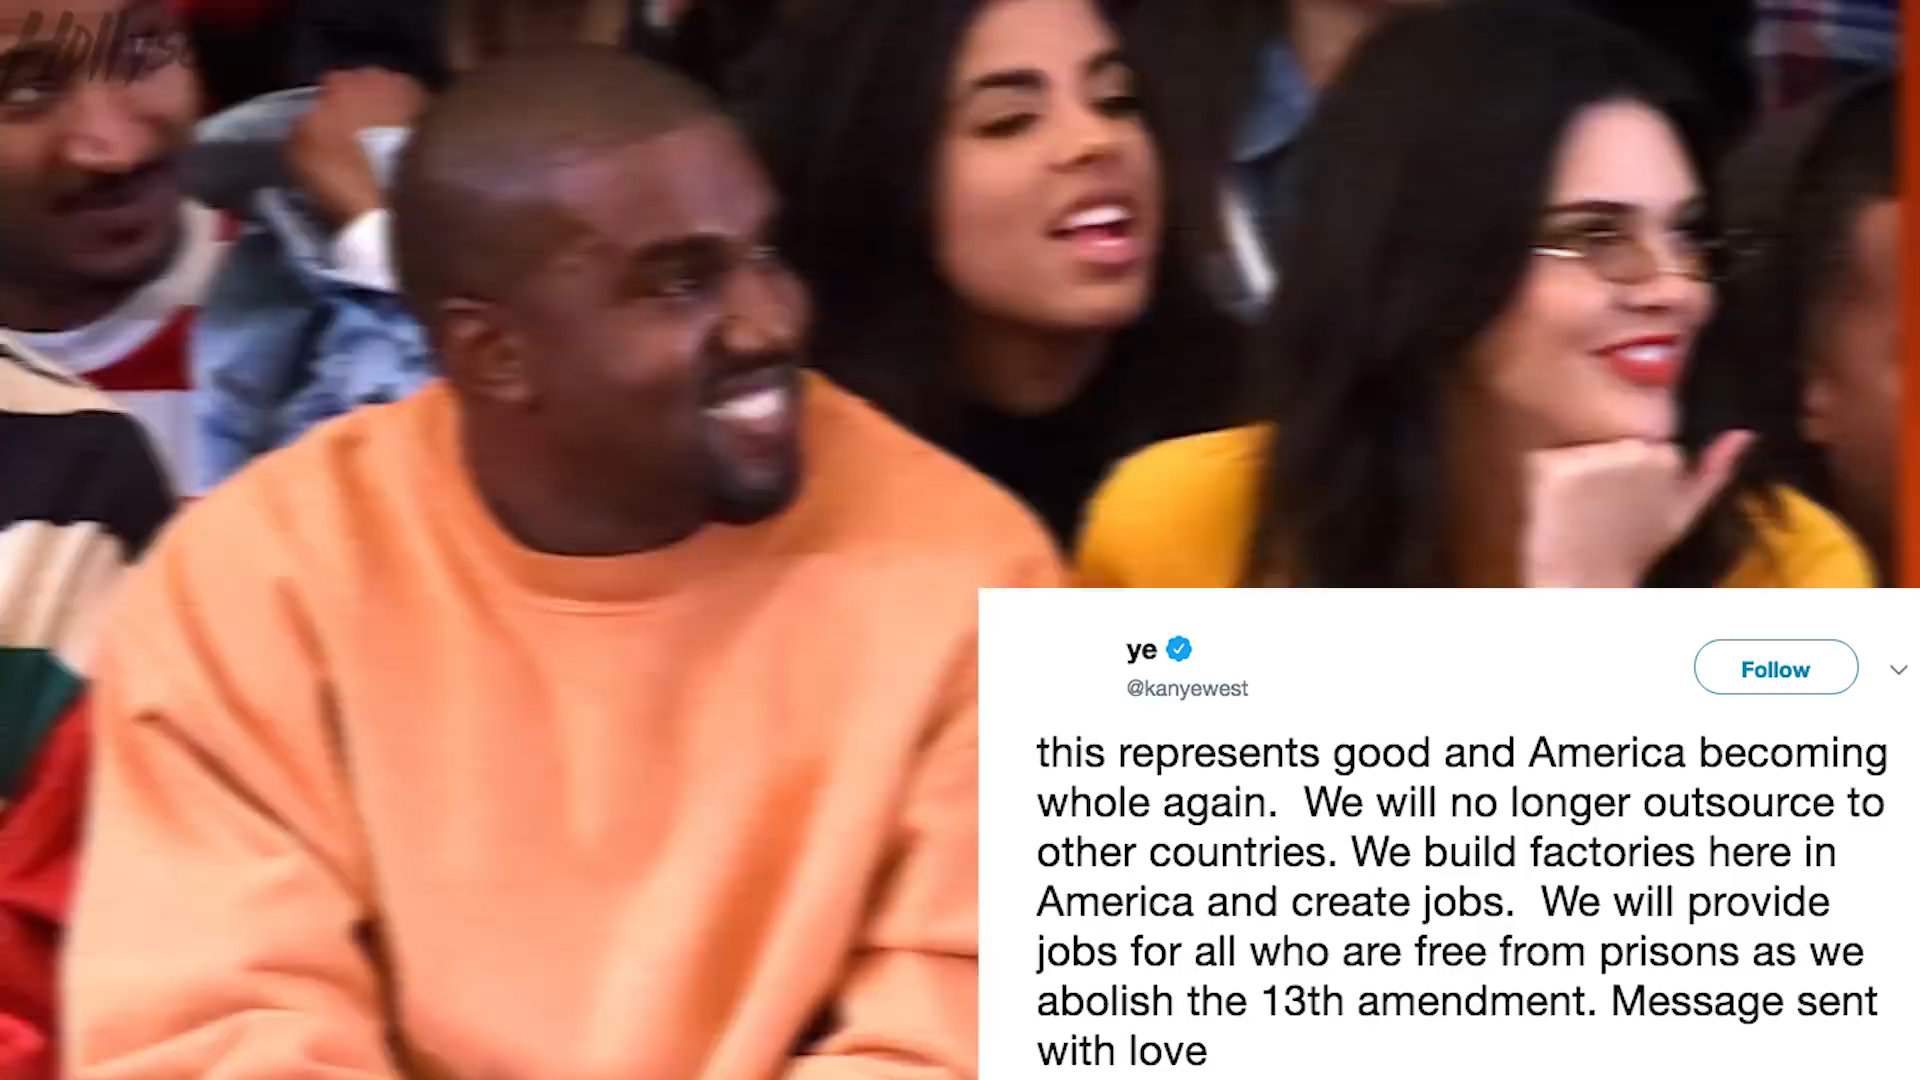 ye
@kanyewest
Follow
this represents good and America becoming
whole again.  We will no longer outsource to
other countries. We build factories here in
America and create jobs.  We will provide
jobs for all who are free from prisons as we
abolish the 13th amendment. Message sent
with love